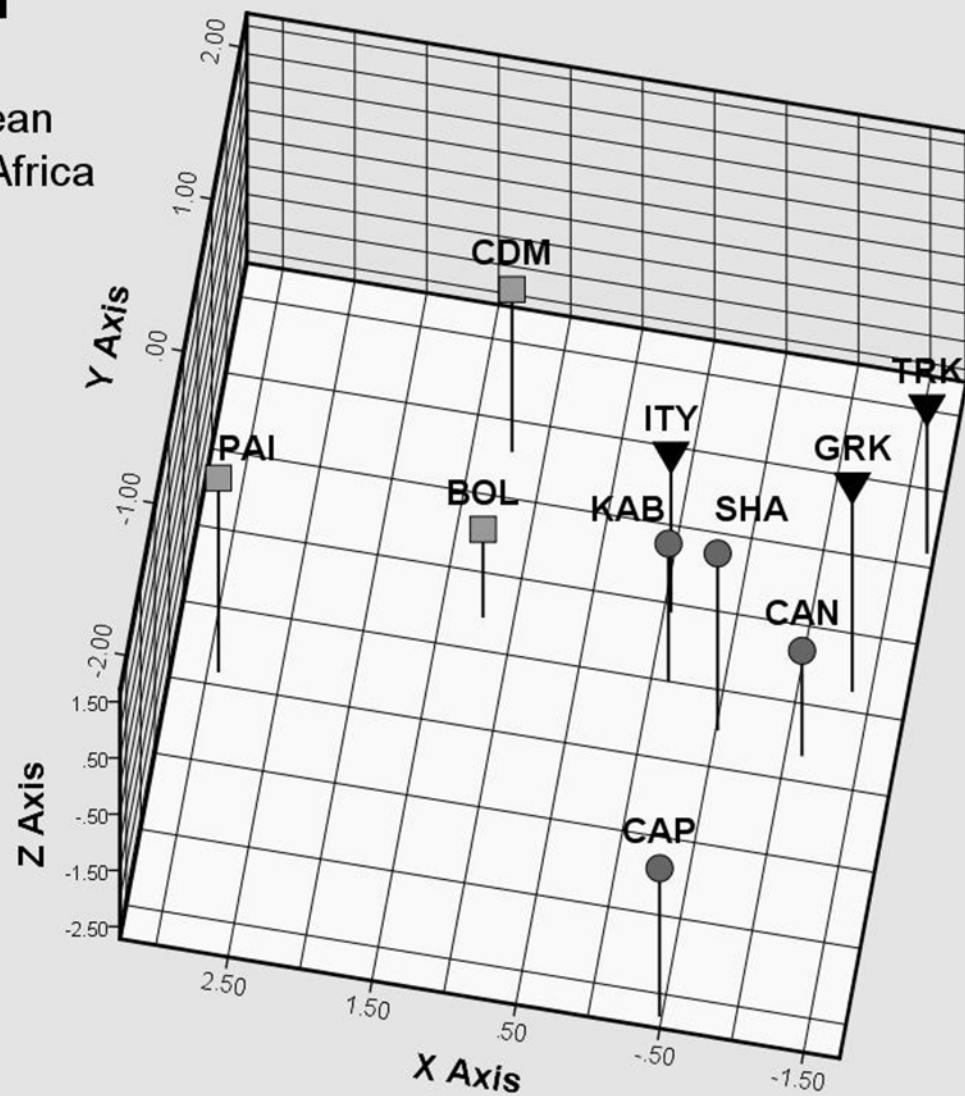 ean
Africa
2.00
1.00
.00
-1.00
-2.00
Y Axis
CDM
TRK
ITY
GRK
PAI
BOL
KAB
SHA
CAN
CAP
1.50
.50
-.50
-1.50
-2.50
Z Axis
2.50
1.50
.50
-.50
-1.50
X Axis